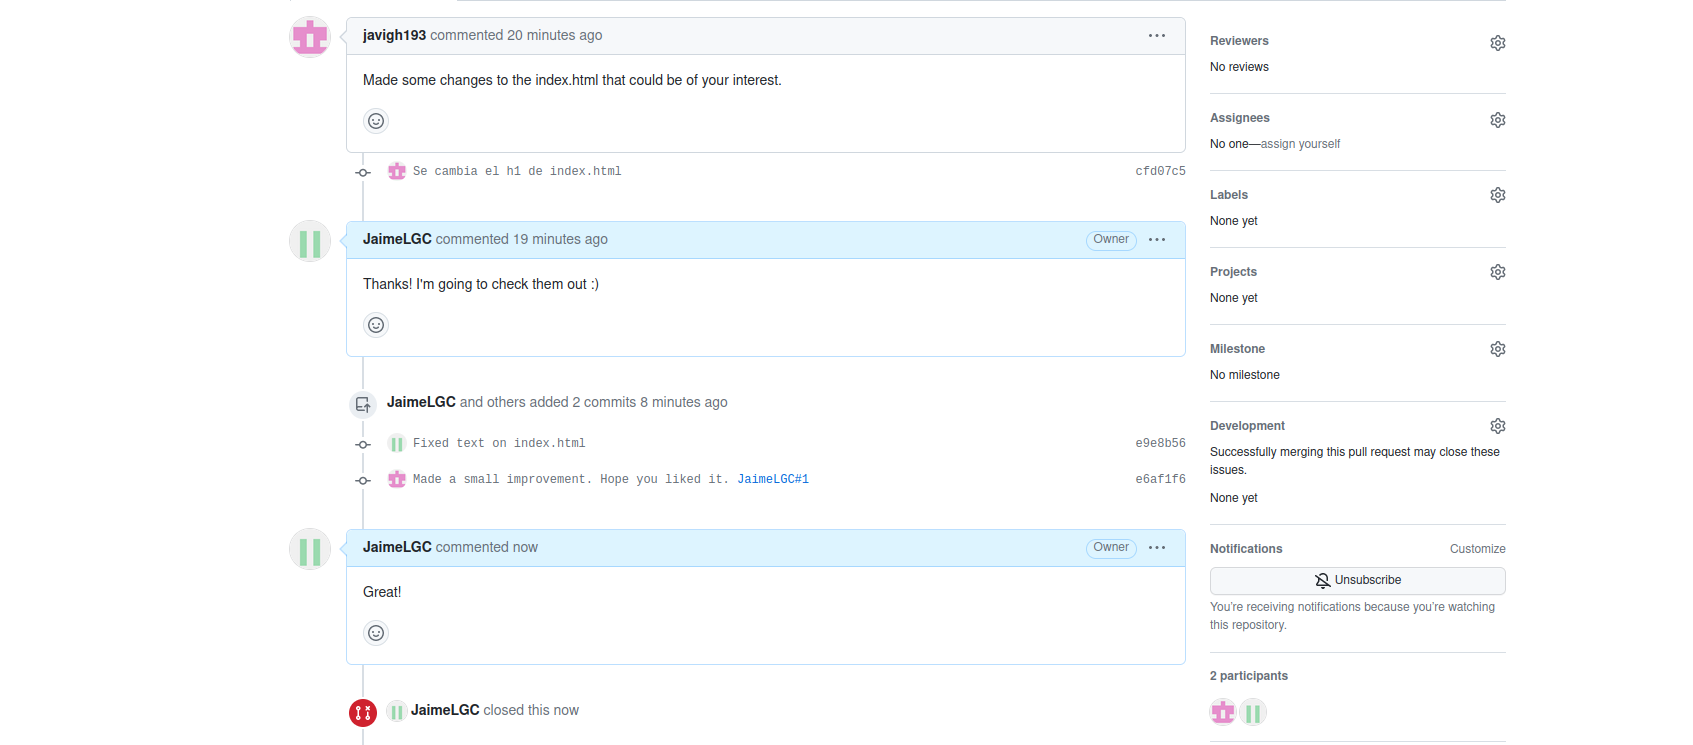 javigh193 commented 20 minutes ago
Made some changes to the index.html that could be of your interest.
Se cambia el h1 de index.html cfd07c5
JaimeLGC commented 19 minutes ago Owner
Thanks! I'm going to check them out :)
JaimeLGC and others added 2 commits 8 minutes ago
Fixed text on index.html e9e8b56
Made a small improvement. Hope you liked it. JaimeLGC#1 e6af1f6
JaimeLGC commented now Owner
Great!
JaimeLGC closed this now
Reviewers
No reviews
Assignees
No one—assign yourself
Labels
None yet
Projects
None yet
Milestone
No milestone
Development
Successfully merging this pull request may close these
issues.
None yet
Notifications Customize
Unsubscribe
You're receiving notifications because you're watching
this repository.
2 participants